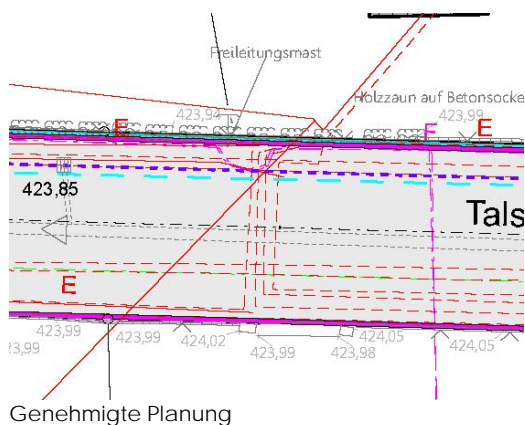 Freileitungsmast
Holzzaun auf Betonsocke
423,94
423,99
E
E
F
423,85
Tals
E
423,99
423,99
424,02
424,05
424,05
23,99
423,99
423,98
Genehmigte Planung